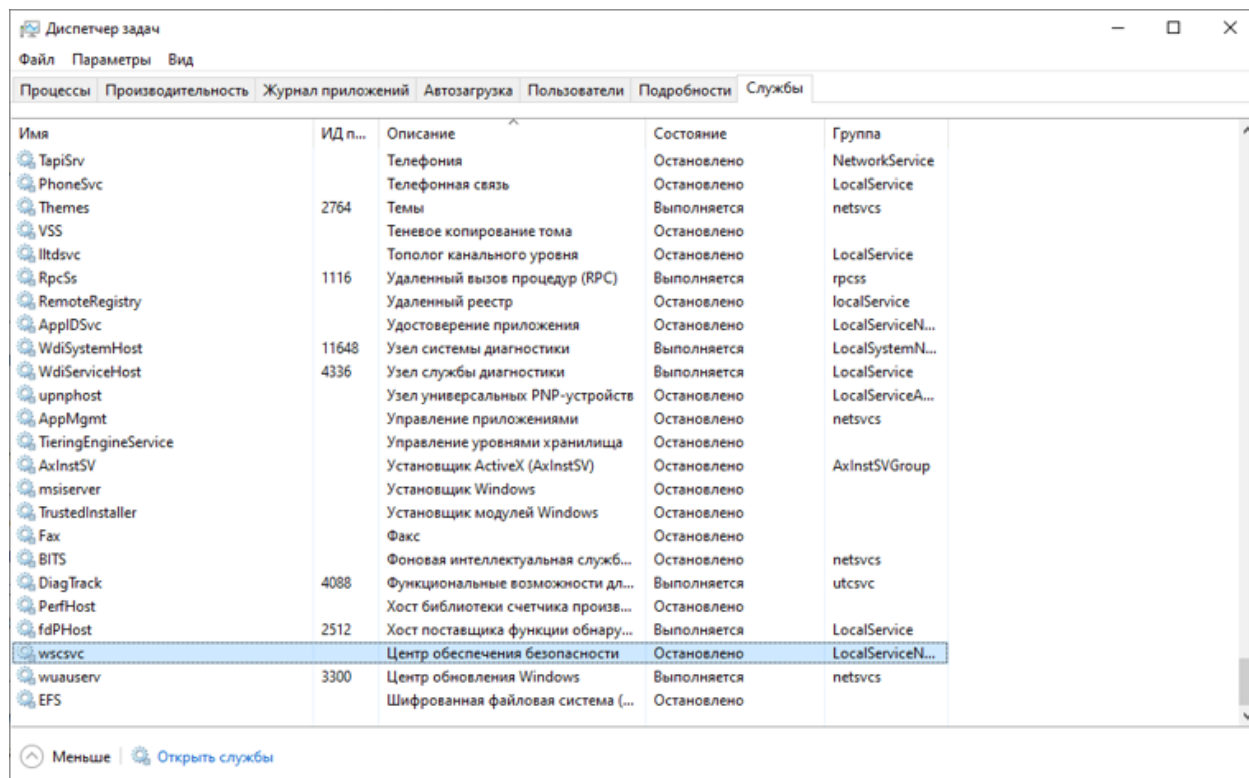 Диспетчер задач
Файл Параметры Вид
Процессы Производительность Журнал приложений Автозагрузка Пользователи Подробности Службы
Имя ИД п... Описание Состояние Группа
TapiSrv Телефония Остановлено NetworkService
PhoneSvc Телефонная связь Остановлено LocalService
Themes 2764 Темы Выполняется netsvcs
VSS Теневое копирование тома Остановлено
lltdsvc Тополог канального уровня Остановлено LocalService
RpcSs 1116 Удаленный вызов процедур (RPC) Выполняется rpcss
RemoteRegistry Удаленный реестр Остановлено localService
AppIDSvc Удостоверение приложения Остановлено LocalServiceN...
WdiSystemHost 11648 Узел системы диагностики Выполняется LocalSystemN...
WdiServiceHost 4336 Узел службы диагностики Выполняется LocalService
upnphost Узел универсальных PNP-устройств Остановлено LocalServiceA...
AppMgmt Управление приложениями Остановлено netsvcs
TieringEngineService Управление уровнями хранилища Остановлено
AxInstSV Установщик ActiveX (AxInstSV) Остановлено AxInstSVGroup
msiserver Установщик Windows Остановлено
TrustedInstaller Установщик модулей Windows Остановлено
Fax Факс Остановлено
BITS Фоновая интеллектуальная служб... Остановлено netsvcs
DiagTrack 4088 Функциональные возможности дл... Выполняется utcsvc
PerfHost Хост библиотеки счетчика произв... Остановлено
fdPHost 2512 Хост поставщика функции обнару... Выполняется LocalService
wscsvc Центр обеспечения безопасности Остановлено LocalServiceN...
wuauserv 3300 Центр обновления Windows Выполняется netsvcs
EFS Шифрованная файловая система (... Остановлено
Меньше Открыть службы